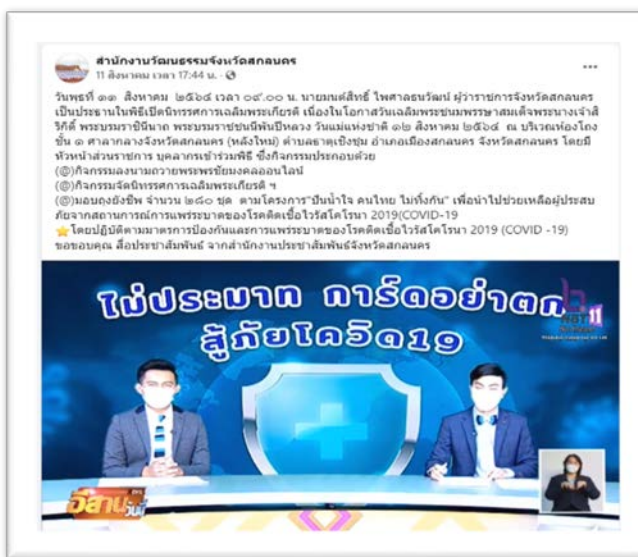 สำนักงานวัฒนธรรมจังหวัดสกลนคร
11 สิงหาคม เวลา 17:44 น. ·
วันพุธที่ ๑๑ สิงหาคม ๒๕๖๔ เวลา ๐๙.๐๐ น. นายมนต์สิทธิ์ ไพศาลธนวัฒน์ ผู้ว่าราชการจังหวัดสกลนคร
เป็นประธานในพิธีเปิดนิทรรศการเฉลิมพระเกียรติ เนื่องในโอกาสวันเฉลิมพระชนมพรรษาสมเด็จพระนางเจ้าสิ
ริกิติ์ พระบรมราชินีนาถ พระบรมราชชนนีพันปีหลวง วันแม่แห่งชาติ ๑๒ สิงหาคม ๒๕๖๔ ณ บริเวณห้องโถง
ชั้น ๑ ศาลากลางจังหวัดสกลนคร (หลังใหม่) ตำบลธาตุเชิงชุม อำเภอเมืองสกลนคร จังหวัดสกลนคร โดยมี
หัวหน้าส่วนราชการ บุคลากรเข้าร่วมพิธี ซึ่งกิจกรรมประกอบด้วย
(@)กิจกรรมลงนามถวายพระพรชัยมงคลออนไลน์
(@)กิจกรรมจัดนิทรรศการเฉลิมพระเกียรติ ฯ
(@)มอบถุงยังชีพ จำนวน ๒๘๐ ชุด ตามโครงการ"ปันน้ำใจ คนไทย ไม่ทิ้งกัน" เพื่อนำไปช่วยเหลือผู้ประสบ
ภัยจากสถานการณ์การแพร่ระบาดของโรคติดเชื้อไวรัสโคโรนา 2019(COVID-19
⭐โดยปฏิบัติตามมาตรการป้องกันและการแพร่ระบาดของโรคติดเชื้อไวรัสโคโรนา 2019 (COVID -19)
ขอขอบคุณ สื่อประชาสัมพันธ์ จากสำนักงานประชาสัมพันธ์จังหวัดสกลนคร
ไม่ประมาท การ์ดอย่าตก
สู้ภัยโควิด19
NBT 11
อีสานวันนี้